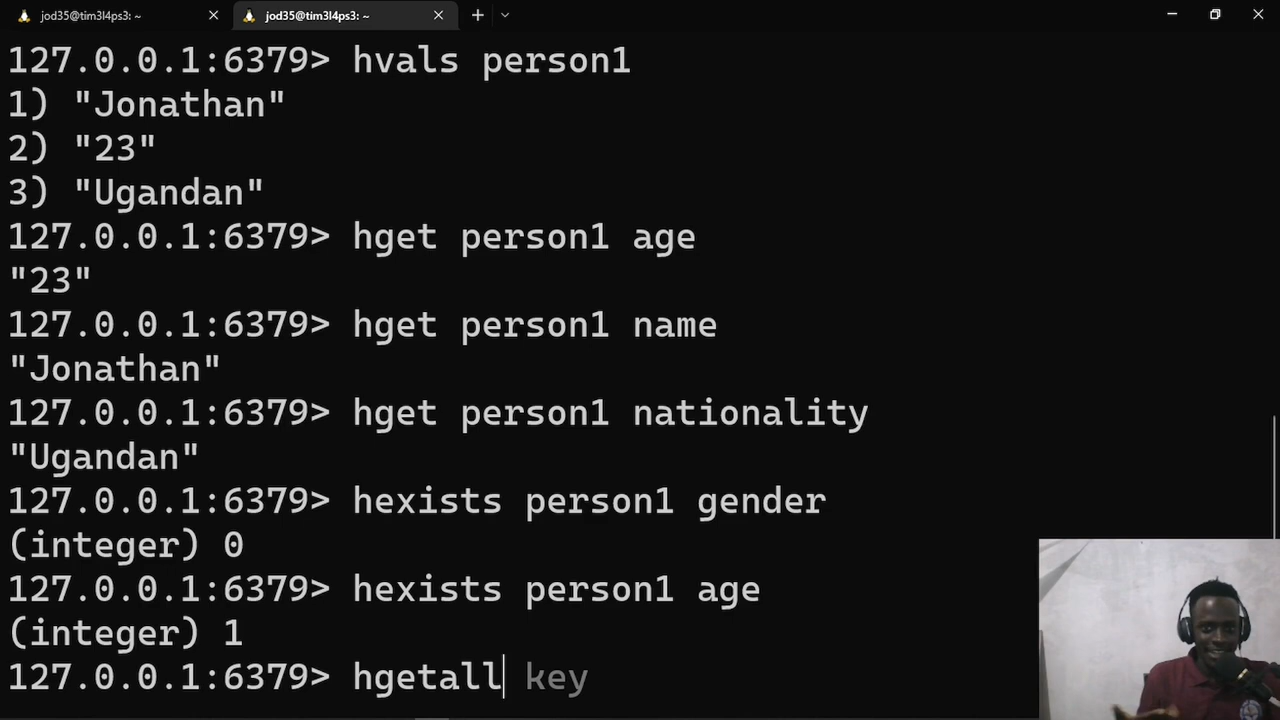 jod35@tim3l4ps3: ~
jod35@tim3l4ps3: ~
127.0.0.1:6379> hvals person1
1) "Jonathan"
2) "23"
3) "Ugandan"
127.0.0.1:6379> hget person1 age
"23"
127.0.0.1:6379> hget person1 name
"Jonathan"
127.0.0.1:6379> hget person1 nationality
"Ugandan"
127.0.0.1:6379> hexists person1 gender
(integer) 0
127.0.0.1:6379> hexists person1 age
(integer) 1
127.0.0.1:6379> hgetall key